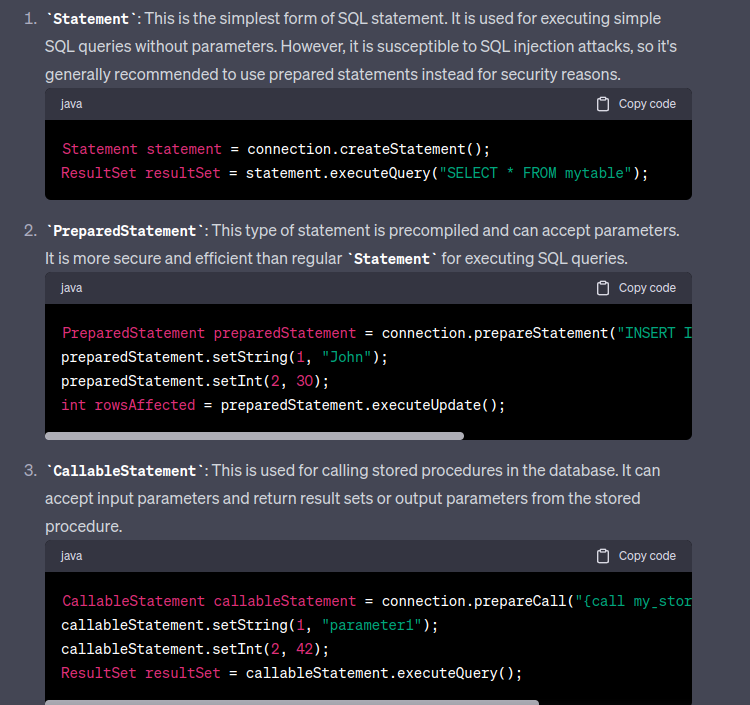 1. `Statement`: This is the simplest form of SQL statement. It is used for executing simple
SQL queries without parameters. However, it is susceptible to SQL injection attacks, so it's
generally recommended to use prepared statements instead for security reasons.
java Copy code
Statement statement = connection.createStatement();
ResultSet resultSet = statement.executeQuery("SELECT * FROM mytable");
2. `PreparedStatement`: This type of statement is precompiled and can accept parameters.
It is more secure and efficient than regular `Statement` for executing SQL queries.
java Copy code
PreparedStatement preparedStatement = connection.prepareStatement("INSERT I
preparedStatement.setString(1, "John");
preparedStatement.setInt(2, 30);
int rowsAffected = preparedStatement.executeUpdate();
3. `CallableStatement`: This is used for calling stored procedures in the database. It can
accept input parameters and return result sets or output parameters from the stored
procedure.
java Copy code
CallableStatement callableStatement = connection.prepareCall("{call my_stor
callableStatement.setString(1, "parameter1");
callableStatement.setInt(2, 42);
ResultSet resultSet = callableStatement.executeQuery();